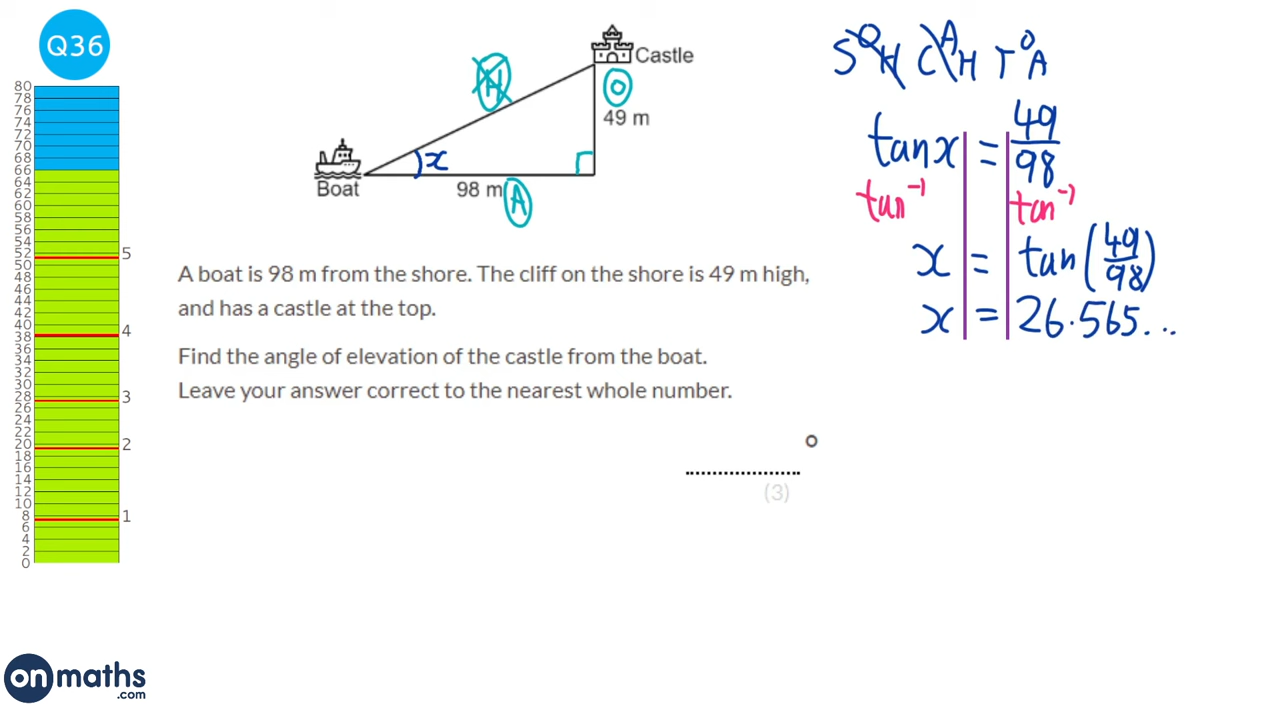 Q36
80
78
76
74
72
70
68
66
64
62
60
58
56
54
52
50
48
46
44
42
40
38
36
34
32
30
28
26
24
22
20
18
16
14
12
10
8
6
4
2
0
5
4
3
2
1
Castle
H
O
49 m
x
Boat
98 m A
SOH CAH TOA
tan x = 49/98
tan⁻¹ tan⁻¹
x = tan (49/98)
x = 26.565...
A boat is 98 m from the shore. The cliff on the shore is 49 m high,
and has a castle at the top.
Find the angle of elevation of the castle from the boat.
Leave your answer correct to the nearest whole number.
.................... °
(3)
onmaths
.com